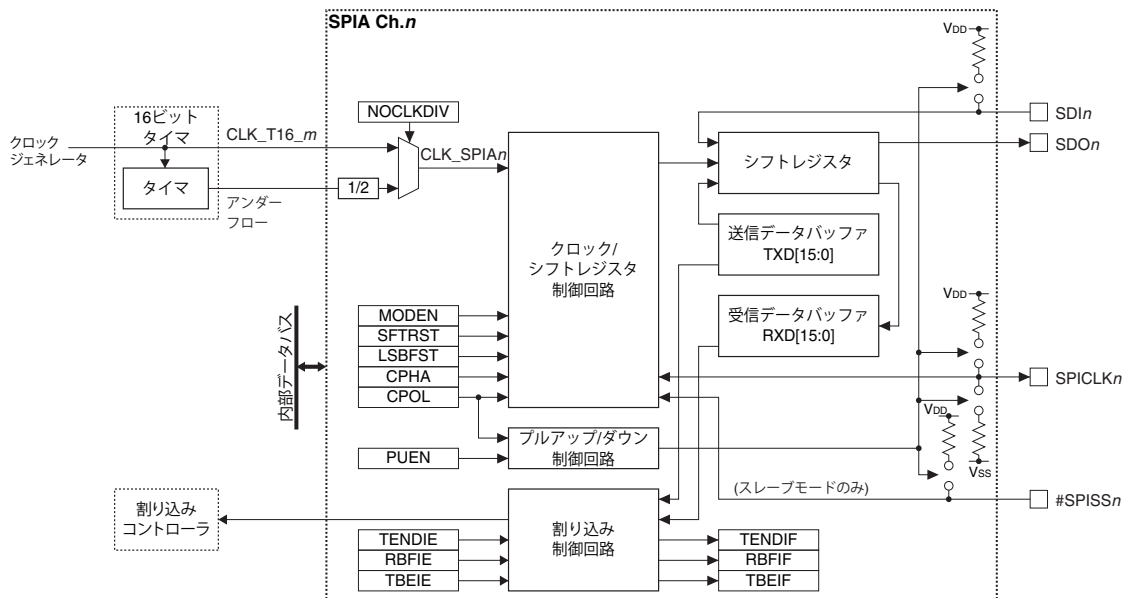 SPIA Ch.n
VDD
16ビット
タイマ
クロック
ジェネレータ
CLK_T16_m
タイマ
アンダー
フロー
1/2
NOCLKDIV
CLK_SPIAn
クロック/
シフトレジスタ
制御回路
シフトレジスタ
送信データバッファ
TXD[15:0]
受信データバッファ
RXD[15:0]
SDIn
SDOn
VDD
SPICLKn
VDD
VSS
#SPISSn
(スレーブモードのみ)
内部データバス
MODEN
SFTRST
LSBFST
CPHA
CPOL
PUEN
プルアップ/ダウン
制御回路
割り込み
コントローラ
割り込み
制御回路
TENDIE
RBFIE
TBEIE
TENDIF
RBFIF
TBEIF